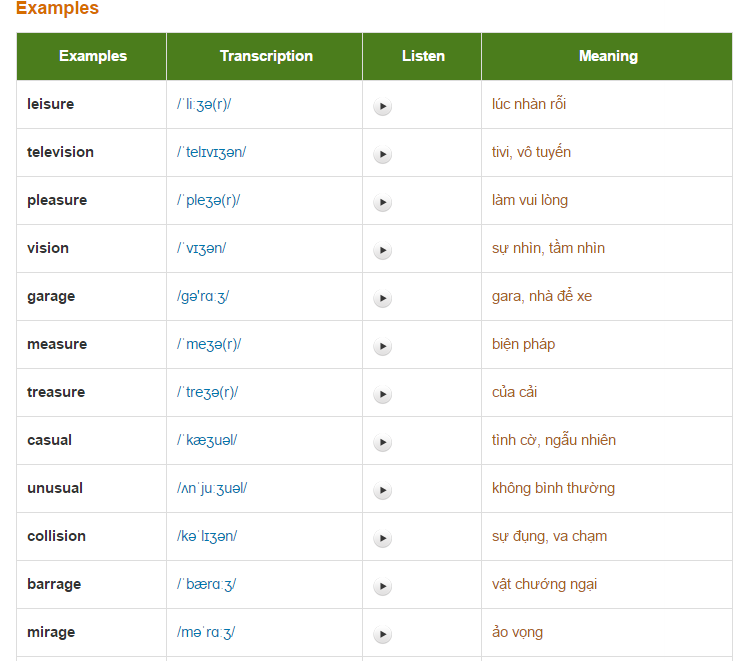 Examples
Examples Transcription Listen Meaning
leisure /ˈliːʒə(r)/ lúc nhàn rỗi
television /ˈtelɪvɪʒən/ tivi, vô tuyến
pleasure /ˈpleʒə(r)/ làm vui lòng
vision /ˈvɪʒən/ sự nhìn, tầm nhìn
garage /gə'rɑːʒ/ gara, nhà để xe
measure /ˈmeʒə(r)/ biện pháp
treasure /ˈtreʒə(r)/ của cải
casual /ˈkæʒuəl/ tình cờ, ngẫu nhiên
unusual /ʌnˈjuːʒuəl/ không bình thường
collision /kəˈlɪʒən/ sự đụng, va chạm
barrage /ˈbærɑːʒ/ vật chướng ngại
mirage /məˈrɑːʒ/ ảo vọng